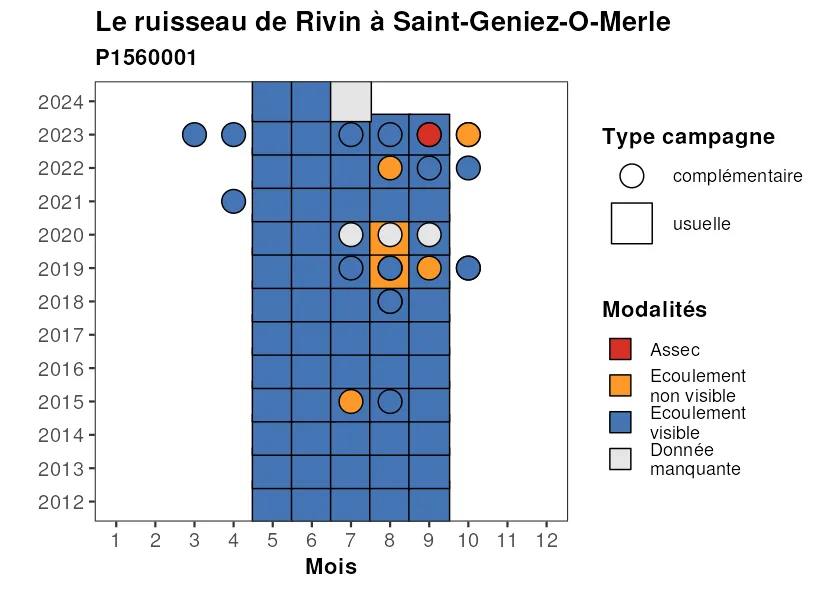 Le ruisseau de Rivin à Saint-Geniez-O-Merle
P1560001
2024
2023
2022
2021
2020
2019
2018
2017
2016
2015
2014
2013
2012
1 2 3 4 5 6 7 8 9 10 11 12
Mois
Type campagne
complémentaire
usuelle
Modalités
Assec
Ecoulement
non visible
Ecoulement
visible
Donnée
manquante